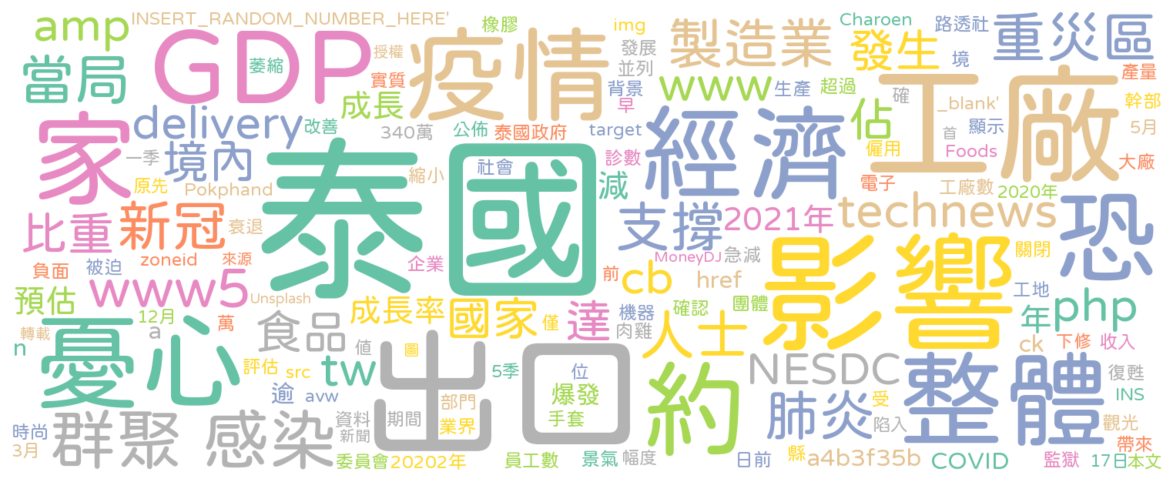 amp
INSERT_RANDOM_NUMBER_HERE'
橡膠
img
Charoen
路透社
重災區
GDP
疫情
製造業
發生
當局
萎縮
授權
實質
發展
並列
境
產量
成長
背景
www
生產
超過
工廠
確
_blank'
幹部
家
delivery
改善
340萬
公佈
泰國政府
早
target
經濟
佔
首
顯示
5月
僱用
Foods
大廠
一季
境內
泰國
社會
診數
原先
Pokphand
縮小
減
電子
工廠數
2020年
比重
新冠
衰退
支撐
2021年
technews
恐
負面
被迫
zoneid
來源
企業
前
MoneyDJ
急減
影響
關閉
預估
www5
Unsplash
cb
href
12月
萬
成長率
國家
僅
達
機器
確認
團體
工地
php
轉載
憂心
a
食品
人士
肉雞
值
年
n
圖
ck
下修
收入
tw
出口
NESDC
整體
評估
src
5季
位
復甦
逾
avw
爆發
約
INS
部門
手套
肺炎
受
時尚
群聚
感染
資料
期間
業界
陷入
觀光
新聞
帶來
3月
委員會
20202年
員工數
景氣
幅度
日前
縣
a4b3f35b
COVID
監獄
17日
本文